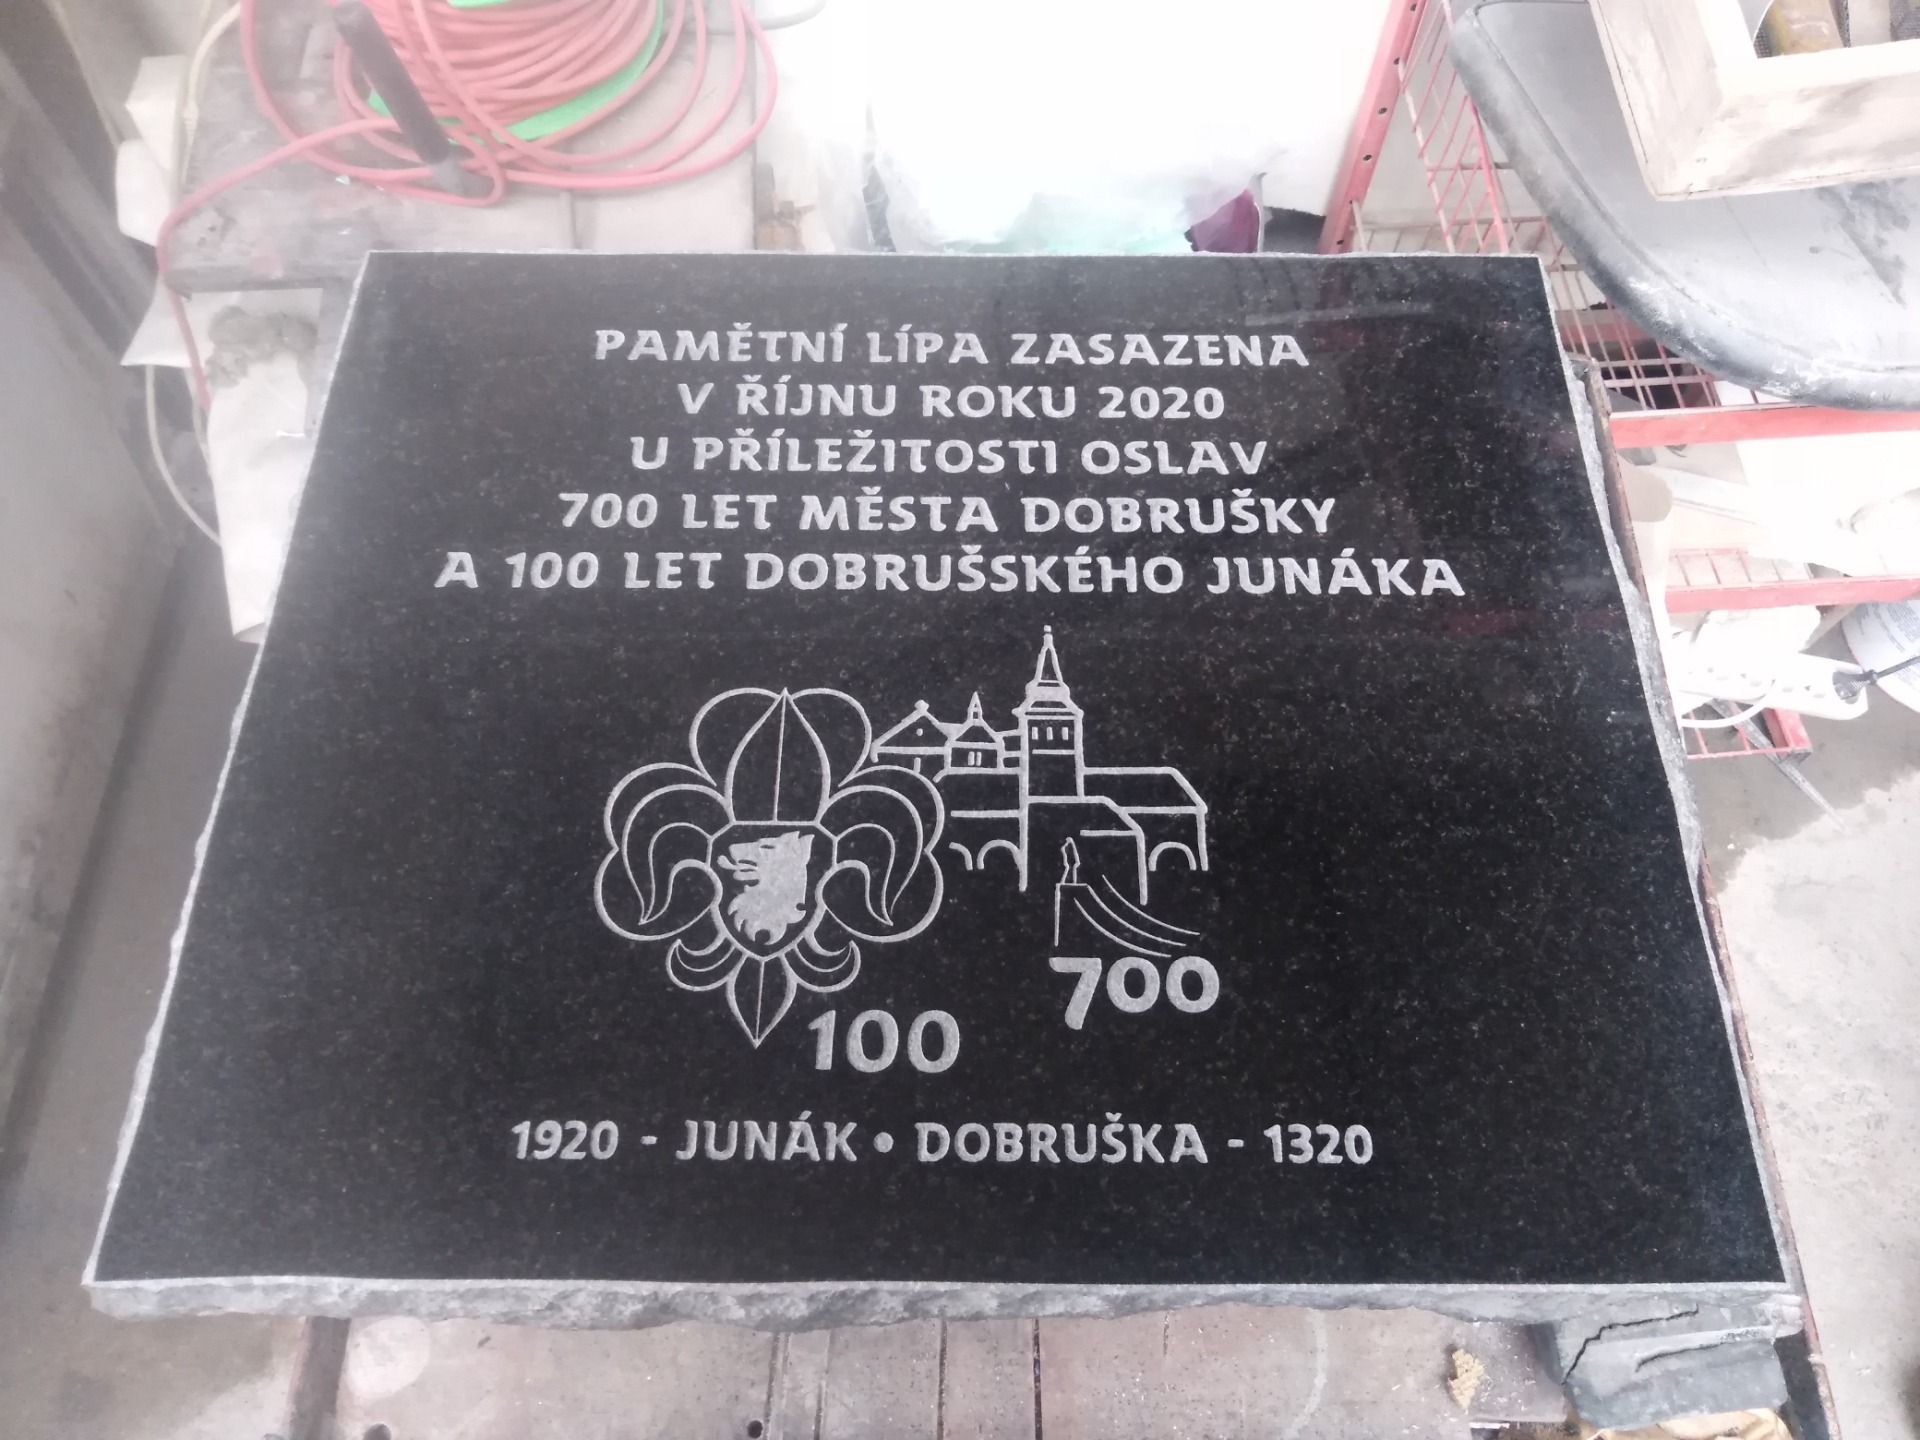 PAMĚTNÍ LÍPA ZASAZENA
V ŘÍJNU ROKU 2020
U PŘÍLEŽITOSTI OSLAV
700 LET MĚSTA DOBRUŠKY
A 100 LET DOBRUŠSKÉHO JUNÁKA
700
100
1920 - JUNÁK • DOBRUŠKA - 1320